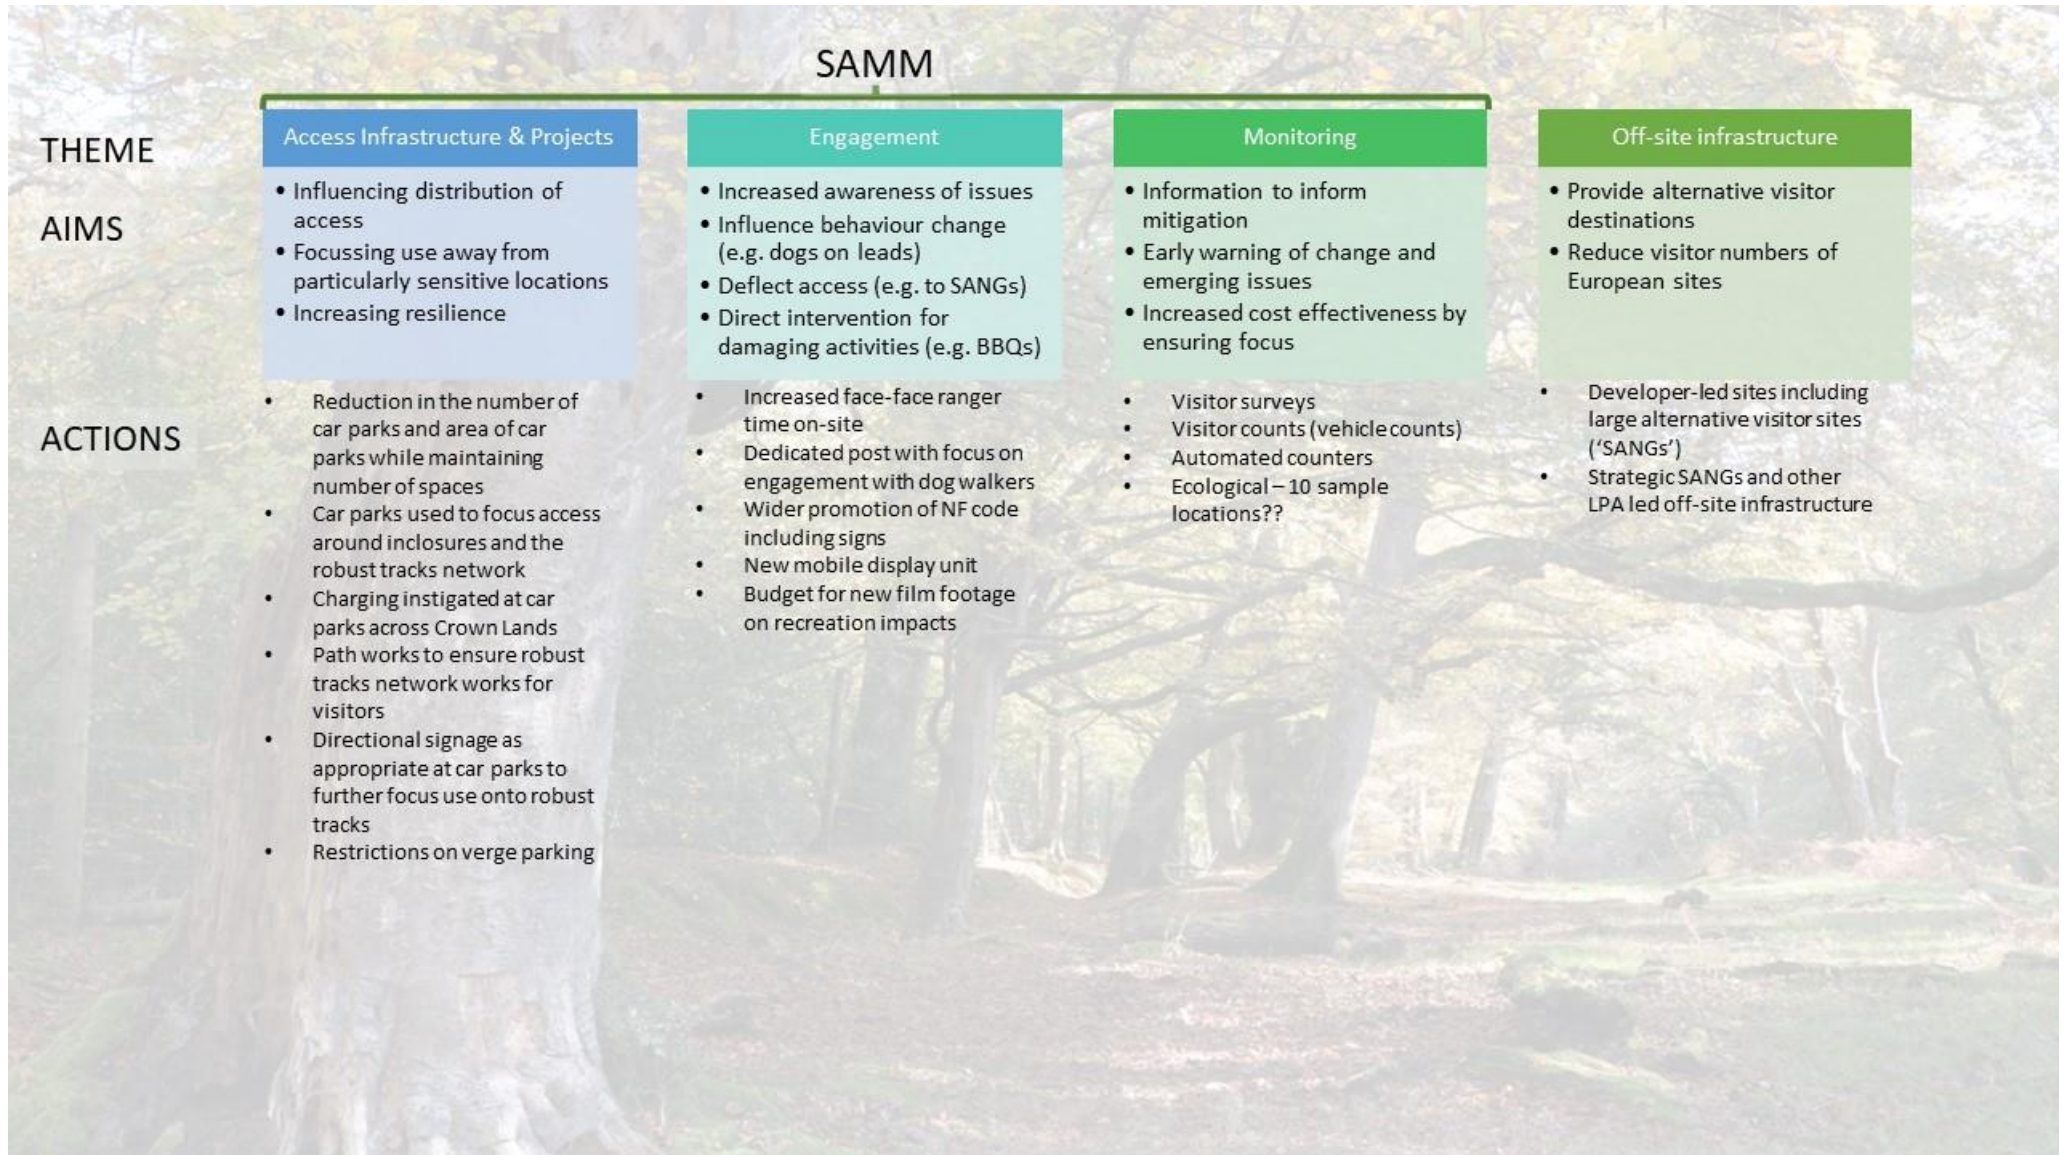 SAMM
THEME
AIMS
ACTIONS
Access Infrastructure & Projects
• Influencing distribution of
access
• Focussing use away from
particularly sensitive locations
• Increasing resilience
• Reduction in the number of
car parks and area of car
parks while maintaining
number of spaces
• Car parks used to focus access
around inclosures and the
robust tracks network
• Charging instigated at car
parks across Crown Lands
• Path works to ensure robust
tracks network works for
visitors
• Directional signage as
appropriate at car parks to
further focus use onto robust
tracks
• Restrictions on verge parking
Engagement
• Increased awareness of issues
• Influence behaviour change
(e.g. dogs on leads)
• Deflect access (e.g. to SANGs)
• Direct intervention for
damaging activities (e.g. BBQs)
• Increased face-face ranger
time on-site
• Dedicated post with focus on
engagement with dog walkers
• Wider promotion of NF code
including signs
• New mobile display unit
• Budget for new film footage
on recreation impacts
Monitoring
• Information to inform
mitigation
• Early warning of change and
emerging issues
• Increased cost effectiveness by
ensuring focus
• Visitor surveys
• Visitor counts (vehicle counts)
• Automated counters
• Ecological – 10 sample
locations??
Off-site infrastructure
• Provide alternative visitor
destinations
• Reduce visitor numbers of
European sites
• Developer-led sites including
large alternative visitor sites
(‘SANGs’)
• Strategic SANGs and other
LPA led off-site infrastructure